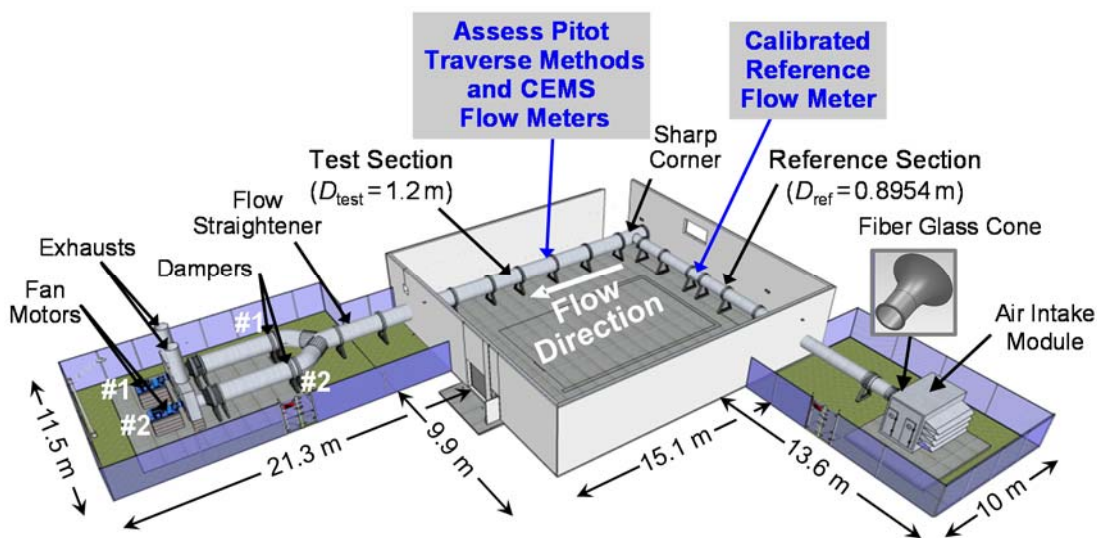 Assess Pitot
Traverse Methods
and CEMS
Flow Meters
Calibrated
Reference
Flow Meter
Sharp
Corner
Test Section
(D_test = 1.2 m)
Reference Section
(D_ref = 0.8954 m)
Flow
Straightener
Fiber Glass Cone
Exhausts
Dampers
Fan
Motors
Air Intake
Module
Flow
Direction
#1
#2
#1
#2
11.5 m
21.3 m
9.9 m
15.1 m
13.6 m
10 m